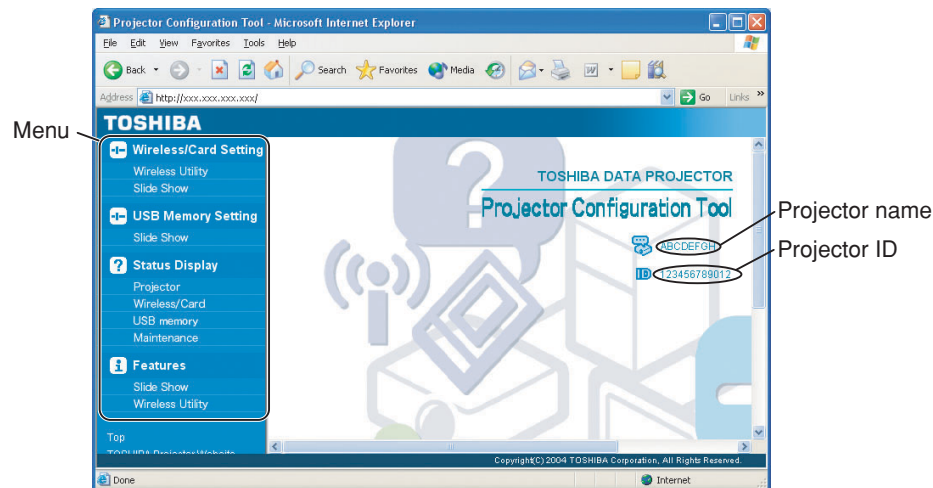 Projector Configuration Tool - Microsoft Internet Explorer
File Edit View Favorites Tools Help
Back Search Favorites Media W
Address http://xxx.xxx.xxx.xxx/ Go Links »
TOSHIBA
Menu
Wireless/Card Setting
Wireless Utility
Slide Show
USB Memory Setting
Slide Show
? Status Display
Projector
Wireless/Card
USB memory
Maintenance
i Features
Slide Show
Wireless Utility
Top
TOSHIBA Projector Website
TOSHIBA DATA PROJECTOR
Projector Configuration Tool
ABCDEFGH
Projector name
ID 123456789012
Projector ID
Copyright(C) 2004 TOSHIBA Corporation, All Rights Reserved.
Done Internet